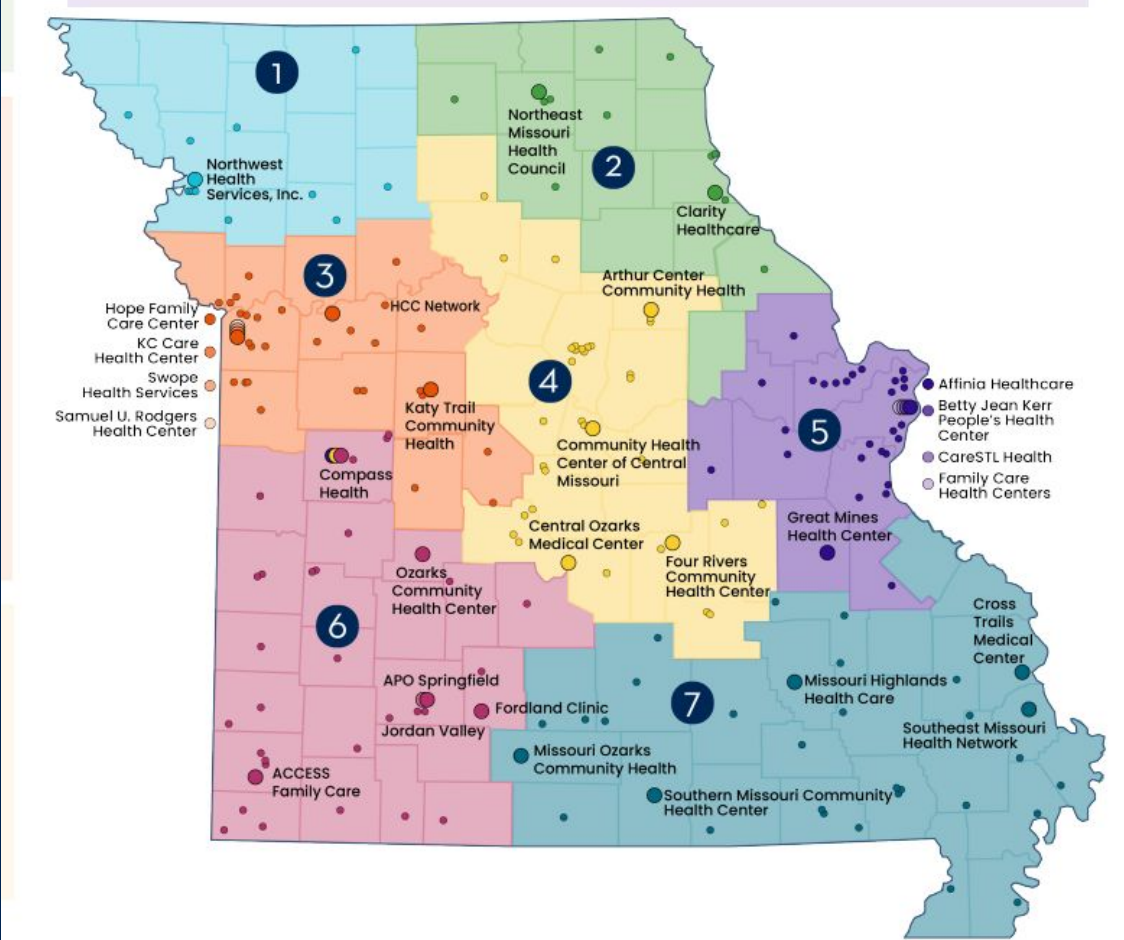 1
Northeast
Missouri
Health
Council
2
Northwest
Health
Services, Inc.
Clarity
Healthcare
3
Arthur Center
Community Health
HCC Network
Hope Family
Care Center
KC Care
Health Center
Swope
Health Services
Samuel U. Rodgers
Health Center
4
Affinia Healthcare
Betty Jean Kerr
People's Health
Center
CareSTL Health
Family Care
Health Centers
5
Katy Trail
Community
Health
Community Health
Center of Central
Missouri
Compass
Health
Great Mines
Health Center
Central Ozarks
Medical Center
Four Rivers
Community
Health Center
Ozarks
Community
Health Center
6
Cross
Trails
Medical
Center
APO Springfield
Fordland Clinic
Jordan Valley
7
Missouri Highlands
Health Care
Southeast Missouri
Health Network
Missouri Ozarks
Community Health
ACCESS
Family Care
Southern Missouri Community
Health Center